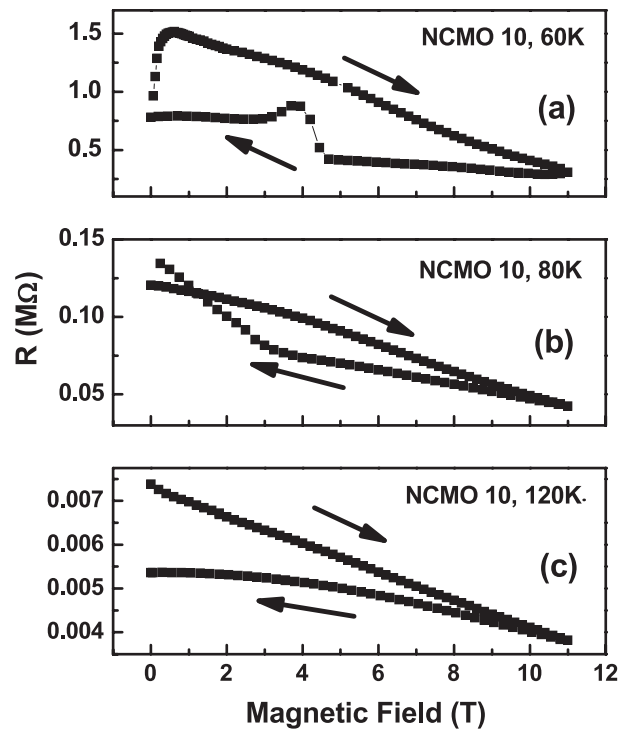 NCMO 10, 60K
1.5
1.0
0.5
(a)
NCMO 10, 80K
0.15
0.10
0.05
(b)
R (MΩ)
NCMO 10, 120K.
0.007
0.006
0.005
0.004
(c)
0 2 4 6 8 10 12
Magnetic Field (T)